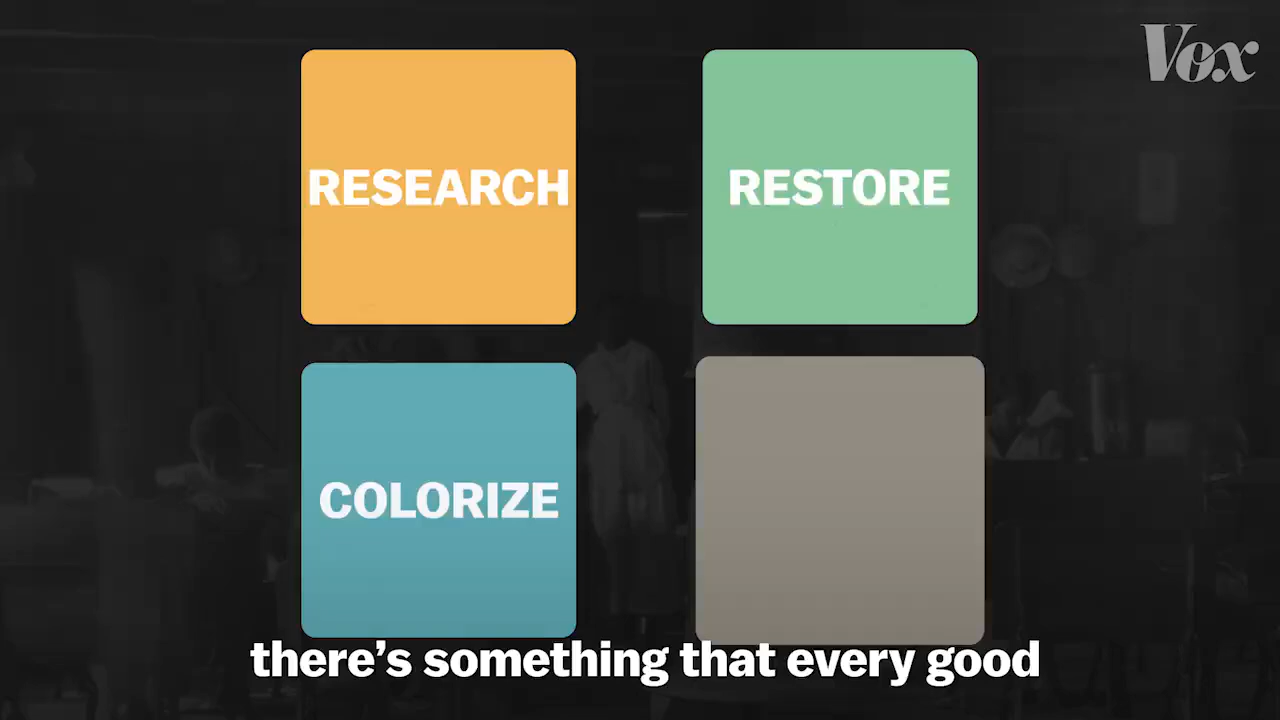 Vox
RESEARCH
RESTORE
COLORIZE
there's something that every good